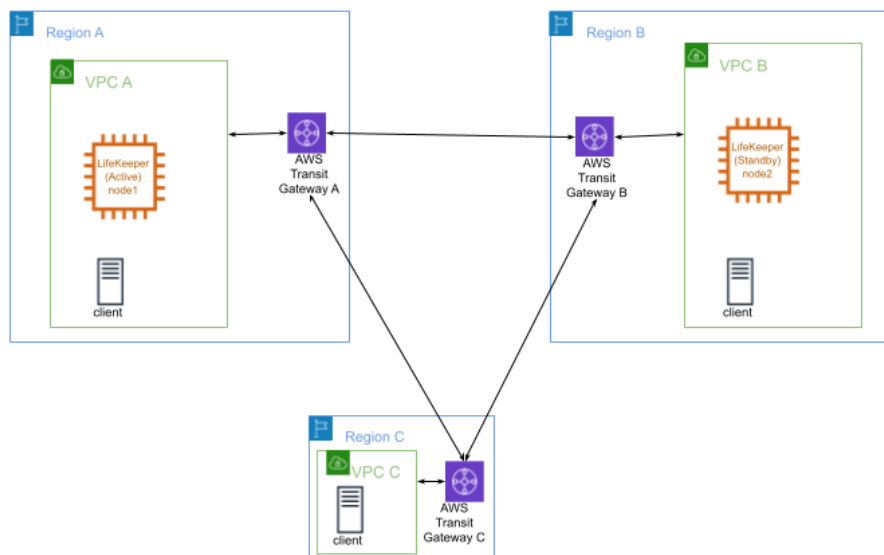 Region A
VPC A
LifeKeeper
(Active)
node1
client
AWS
Transit
Gateway A
Region B
VPC B
AWS
Transit
Gateway B
LifeKeeper
(Standby)
node2
client
Region C
VPC C
client
AWS
Transit
Gateway C